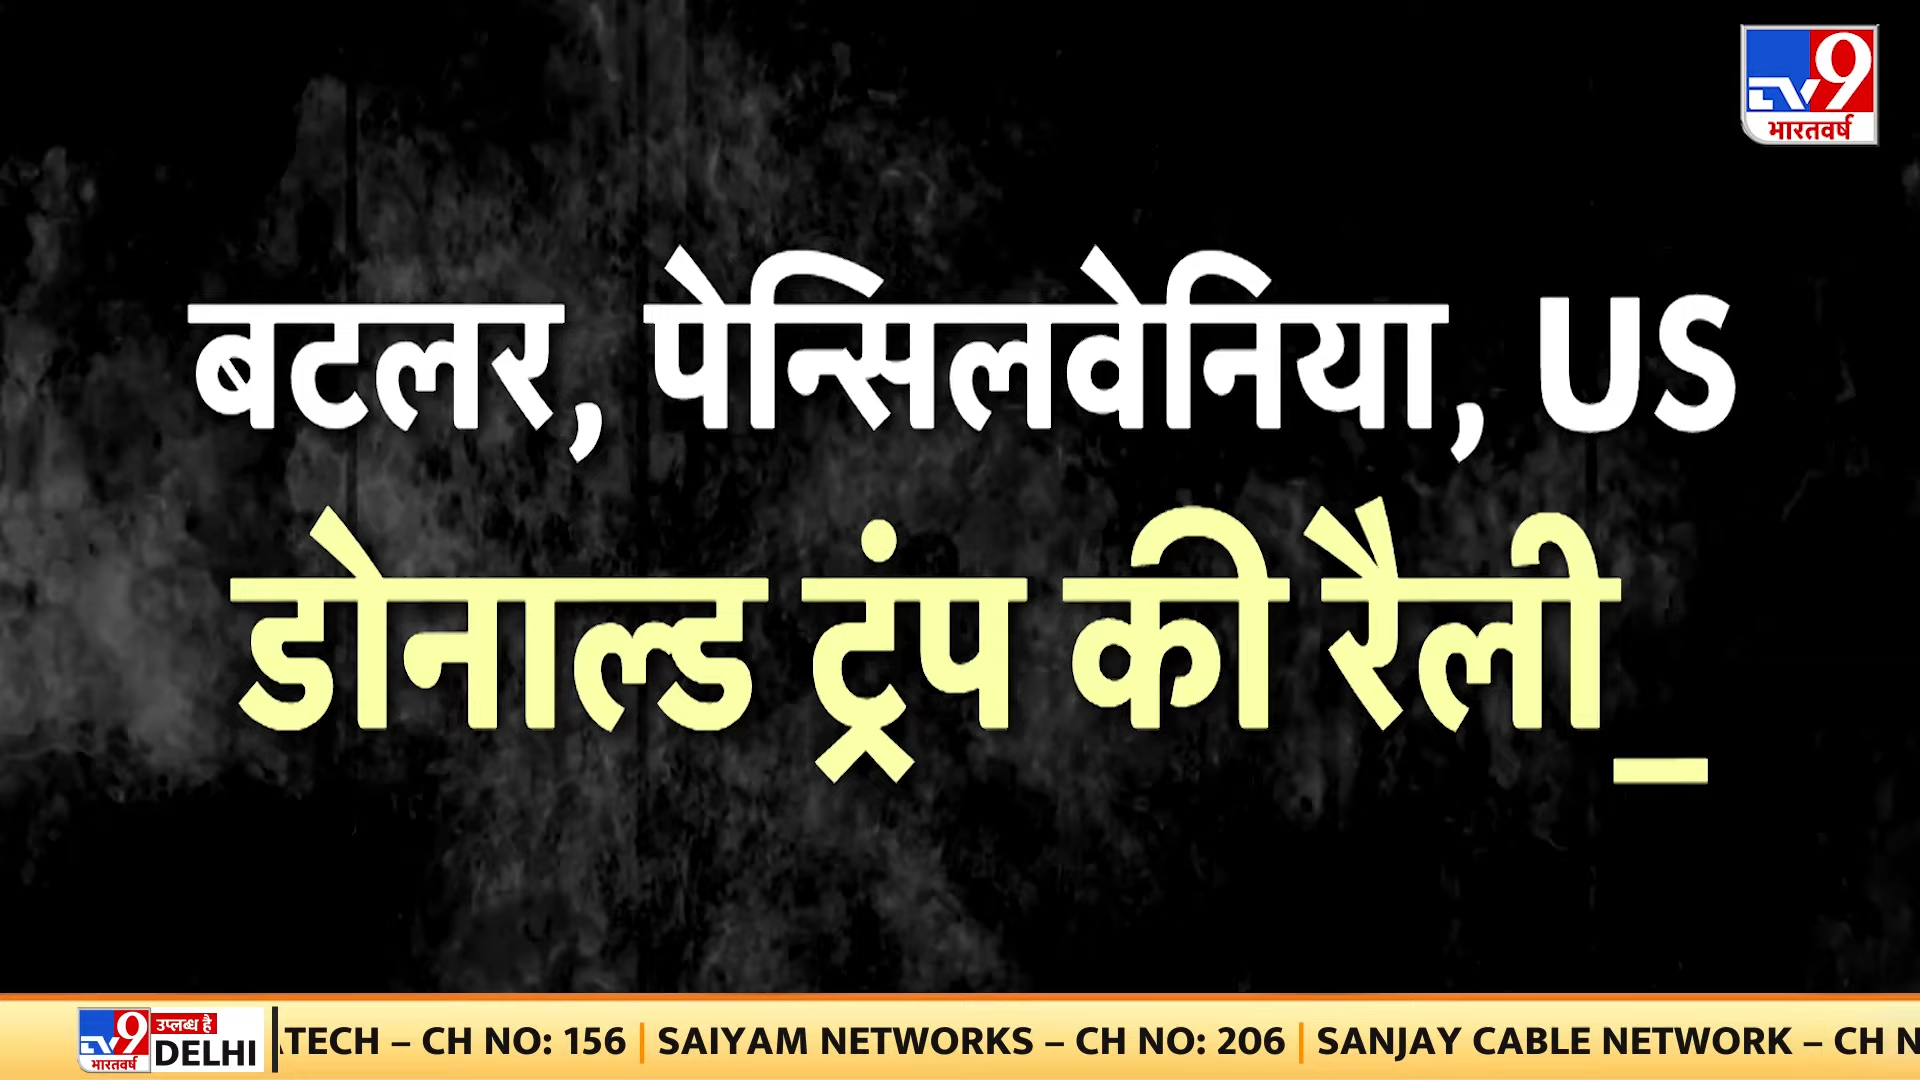 TV9
भारतवर्ष
बटलर, पेन्सिलवेनिया, US
डोनाल्ड ट्रंप की रैली_
TV9 भारतवर्ष उपलब्ध है DELHI
TECH – CH NO: 156 | SAIYAM NETWORKS – CH NO: 206 | SANJAY CABLE NETWORK – CH N